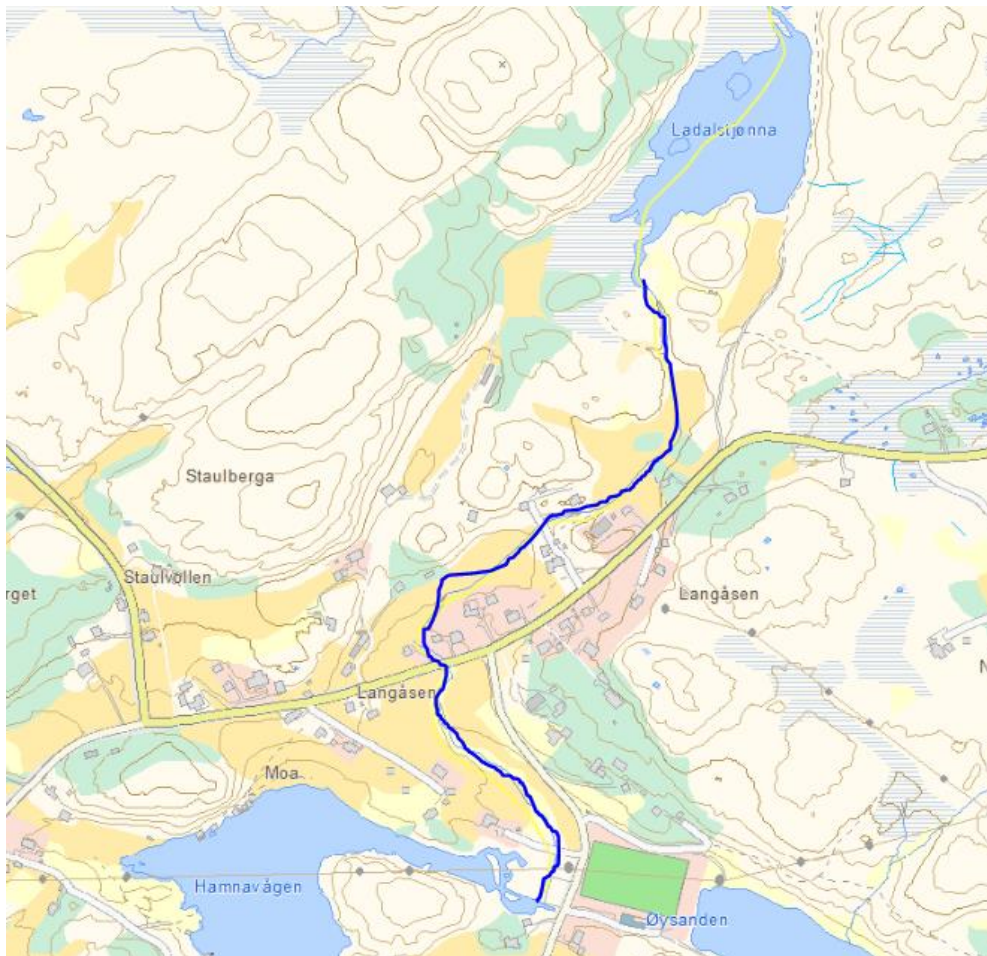 Ladalstjønna
Staulberga
Staulvollen
rget
Langåsen
Langåsen
N
Moa
Hamnavågen
Øysanden